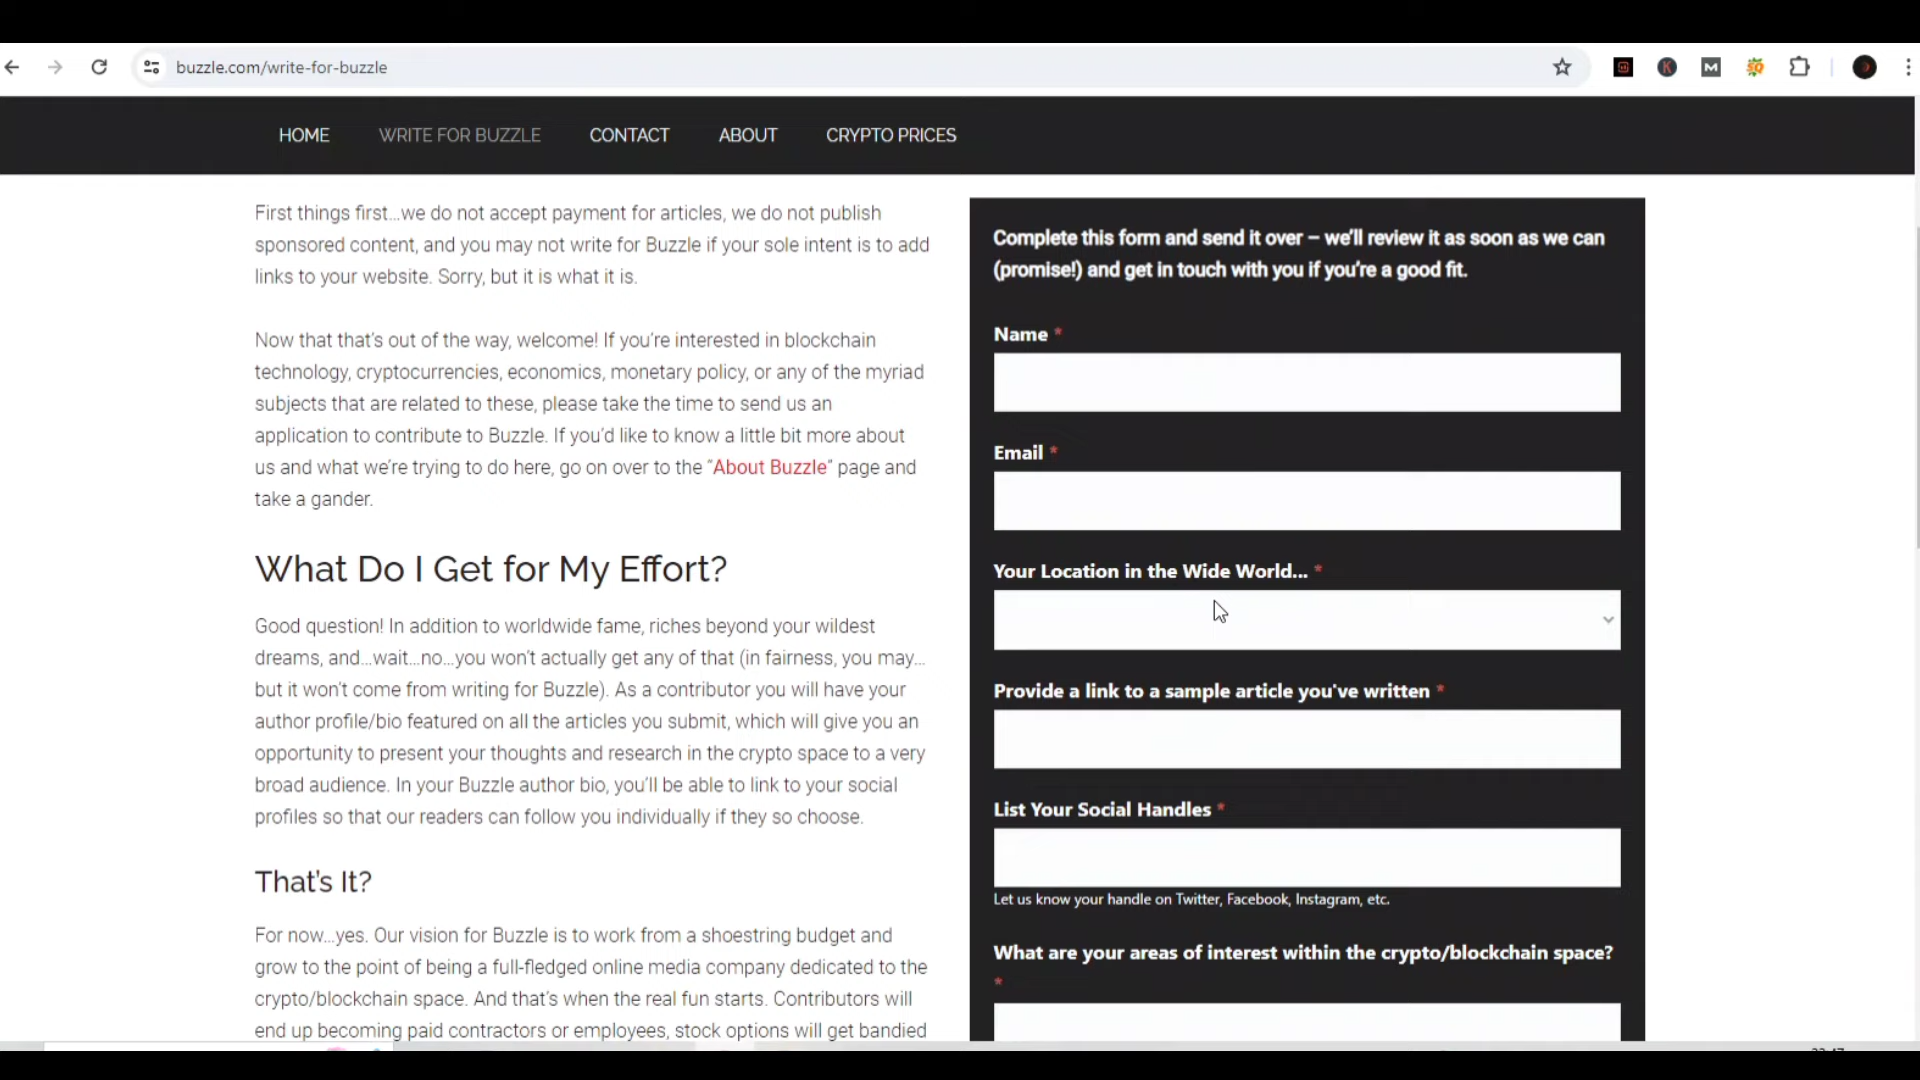 buzzle.com/write-for-buzzle
HOME WRITE FOR BUZZLE CONTACT ABOUT CRYPTO PRICES
First things first...we do not accept payment for articles, we do not publish
sponsored content, and you may not write for Buzzle if your sole intent is to add
links to your website. Sorry, but it is what it is.
Now that that's out of the way, welcome! If you're interested in blockchain
technology, cryptocurrencies, economics, monetary policy, or any of the myriad
subjects that are related to these, please take the time to send us an
application to contribute to Buzzle. If you'd like to know a little bit more about
us and what we're trying to do here, go on over to the "About Buzzle" page and
take a gander.
What Do I Get for My Effort?
Good question! In addition to worldwide fame, riches beyond your wildest
dreams, and...wait...no...you won't actually get any of that (in fairness, you may...
but it won't come from writing for Buzzle). As a contributor you will have your
author profile/bio featured on all the articles you submit, which will give you an
opportunity to present your thoughts and research in the crypto space to a very
broad audience. In your Buzzle author bio, you'll be able to link to your social
profiles so that our readers can follow you individually if they so choose.
That's It?
For now...yes. Our vision for Buzzle is to work from a shoestring budget and
grow to the point of being a full-fledged online media company dedicated to the
crypto/blockchain space. And that's when the real fun starts. Contributors will
end up becoming paid contractors or employees, stock options will get bandied
Complete this form and send it over – we'll review it as soon as we can
(promise!) and get in touch with you if you're a good fit.
Name *
Email *
Your Location in the Wide World... *
Provide a link to a sample article you've written *
List Your Social Handles *
Let us know your handle on Twitter, Facebook, Instagram, etc.
What are your areas of interest within the crypto/blockchain space?
*